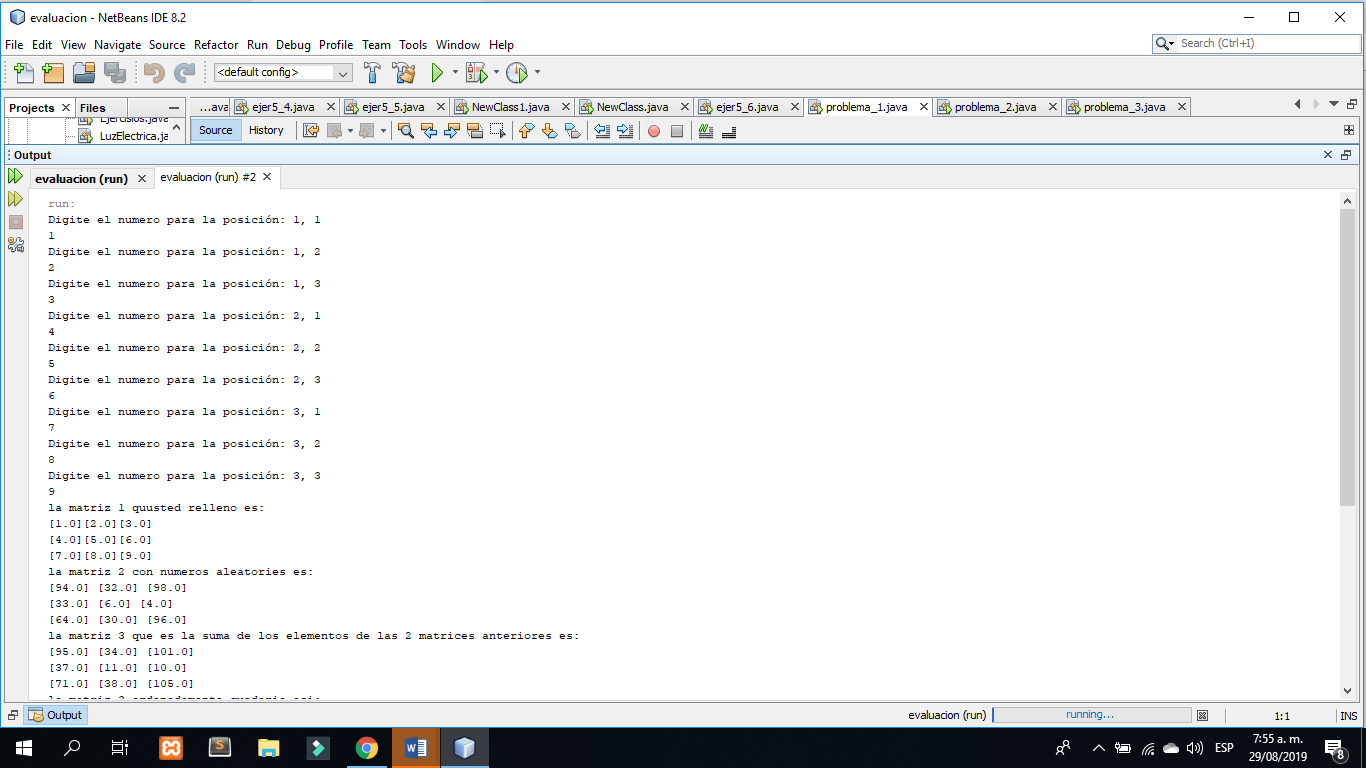 evaluacion - NetBeans IDE 8.2
File Edit View Navigate Source Refactor Run Debug Profile Team Tools Window Help
Search (Ctrl+I)
<default config>
Projects Files
...ava ejer5_4.java ejer5_5.java NewClass1.java NewClass.java ejer5_6.java problema_1.java problema_2.java problema_3.java
Ejercisios.java
LuzElectrica.ja
Source History
Output
evaluacion (run) evaluacion (run) #2
run:
Digite el numero para la posición: 1, 1
1
Digite el numero para la posición: 1, 2
2
Digite el numero para la posición: 1, 3
3
Digite el numero para la posición: 2, 1
4
Digite el numero para la posición: 2, 2
5
Digite el numero para la posición: 2, 3
6
Digite el numero para la posición: 3, 1
7
Digite el numero para la posición: 3, 2
8
Digite el numero para la posición: 3, 3
9
la matriz 1 quusted relleno es:
[1.0][2.0][3.0]
[4.0][5.0][6.0]
[7.0][8.0][9.0]
la matriz 2 con numeros aleatories es:
[94.0] [32.0] [98.0]
[33.0] [6.0] [4.0]
[64.0] [30.0] [96.0]
la matriz 3 que es la suma de los elementos de las 2 matrices anteriores es:
[95.0] [34.0] [101.0]
[37.0] [11.0] [10.0]
[71.0] [38.0] [105.0]
Output
evaluacion (run) running... 1:1 INS
ESP
7:55 a. m.
29/08/2019
8